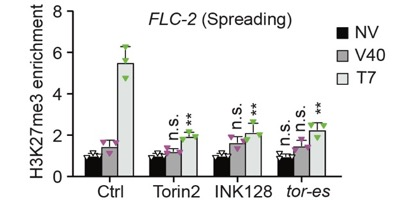 FLC-2 (Spreading)
H3K27me3 enrichment
8
6
4
2
0
n.s.
**
n.s.
**
n.s.
n.s.
**
Ctrl
Torin2
INK128
tor-es
NV
V40
T7